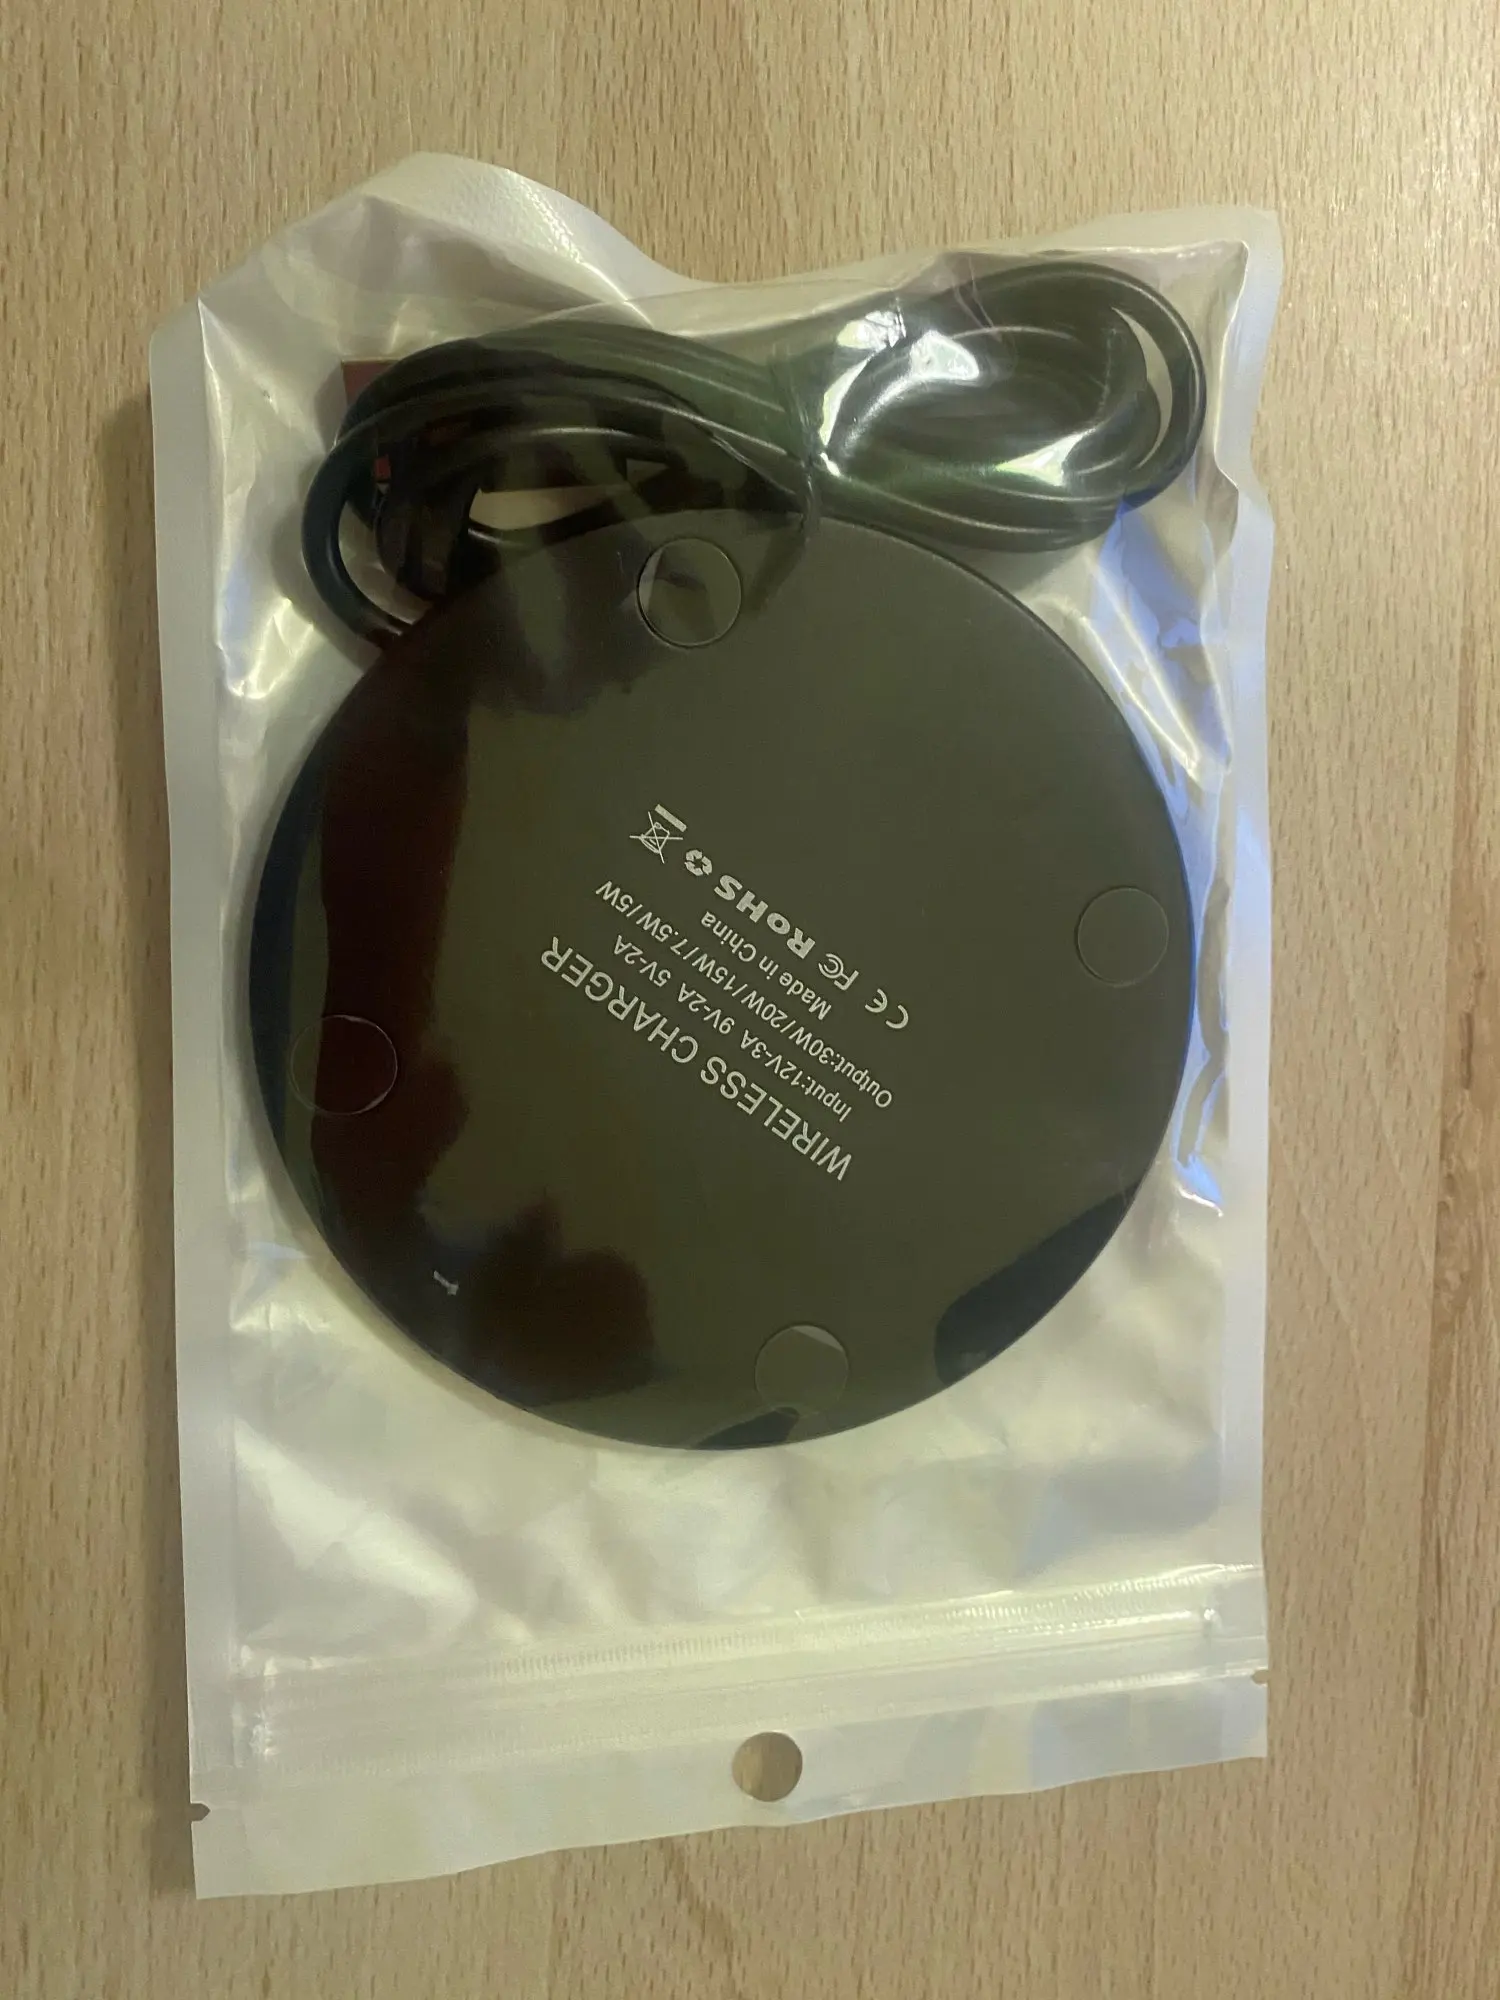 WIRELESS CHARGER
Input:12V-3A 9V-2A 5V-2A
Output:30W/20W/15W/7.5W/5W
Made in China
CE FC RoHS